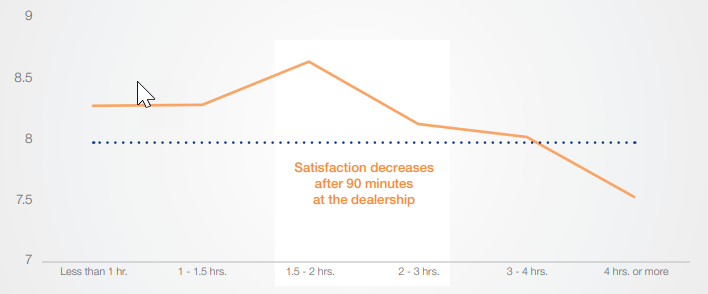 9
8.5
8
7.5
7
Satisfaction decreases
after 90 minutes
at the dealership
Less than 1 hr.
1 - 1.5 hrs.
1.5 - 2 hrs.
2 - 3 hrs.
3 - 4 hrs.
4 hrs. or more